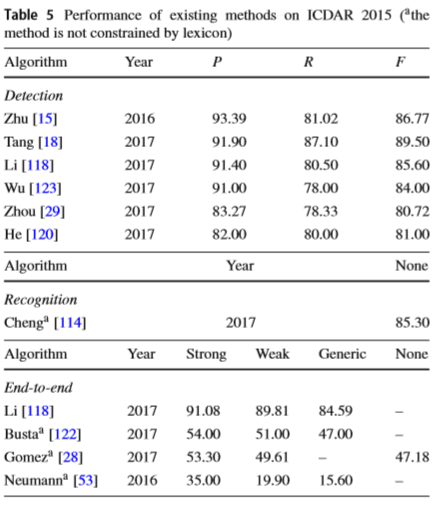 Table 5 Performance of existing methods on ICDAR 2015 (ᵃthe
method is not constrained by lexicon)
Algorithm Year P R F
Detection
Zhu [15] 2016 93.39 81.02 86.77
Tang [18] 2017 91.90 87.10 89.50
Li [118] 2017 91.40 80.50 85.60
Wu [123] 2017 91.00 78.00 84.00
Zhou [29] 2017 83.27 78.33 80.72
He [120] 2017 82.00 80.00 81.00
Algorithm Year None
Recognition
Chengᵃ [114] 2017 85.30
Algorithm Year Strong Weak Generic None
End-to-end
Li [118] 2017 91.08 89.81 84.59 –
Bustaᵃ [122] 2017 54.00 51.00 47.00 –
Gomezᵃ [28] 2017 53.30 49.61 – 47.18
Neumannᵃ [53] 2016 35.00 19.90 15.60 –